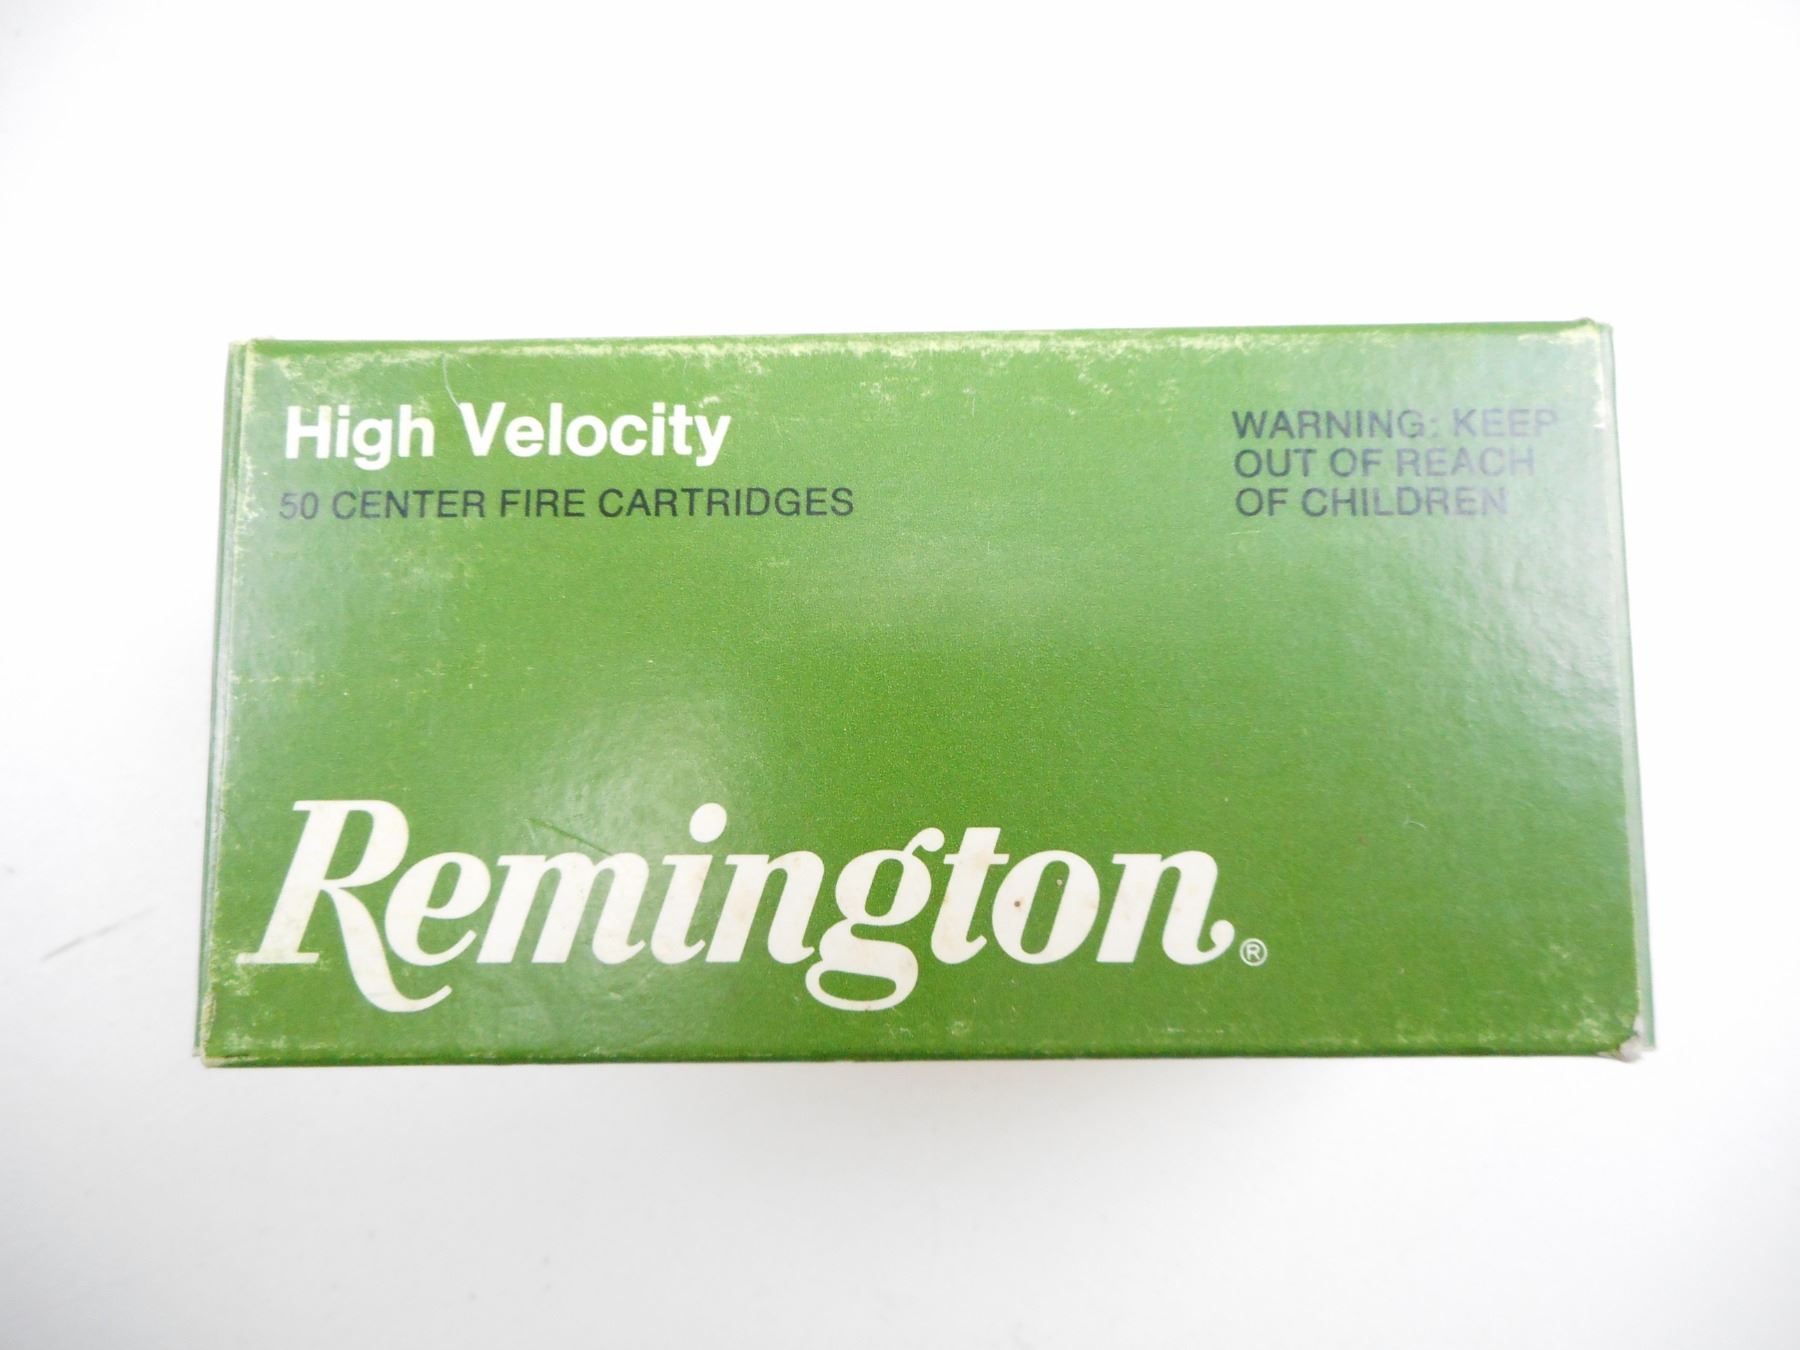 High Velocity
50 CENTER FIRE CARTRIDGES
WARNING: KEEP
OUT OF REACH
OF CHILDREN
Remington®